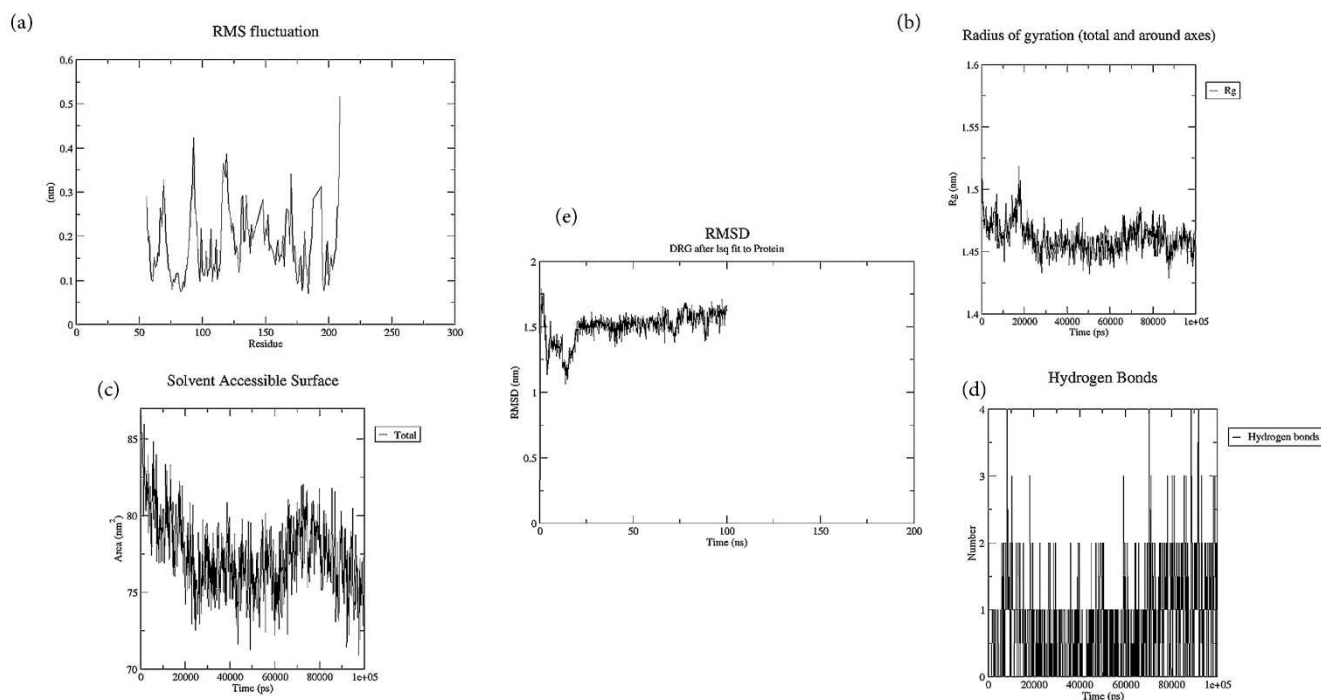 (a)
RMS fluctuation
0.6
0.5
0.4
0.3
0.2
0.1
0
(nm)
0
50
100
150
200
250
300
Residue
(b)
Radius of gyration (total and around axes)
1.6
1.55
1.5
1.45
1.4
Rg (nm)
0
20000
40000
60000
80000
1e+05
Time (ps)
Rg
(c)
Solvent Accessible Surface
85
80
75
70
Area (nm²)
0
20000
40000
60000
80000
1e+05
Time (ps)
Total
(e)
RMSD
DRG after lsq fit to Protein
2
1.5
1
0.5
0
RMSD (nm)
0
50
100
150
200
Time (ns)
(d)
Hydrogen Bonds
4
3
2
1
0
Number
0
20000
40000
60000
80000
1e+05
Time (ps)
Hydrogen bonds